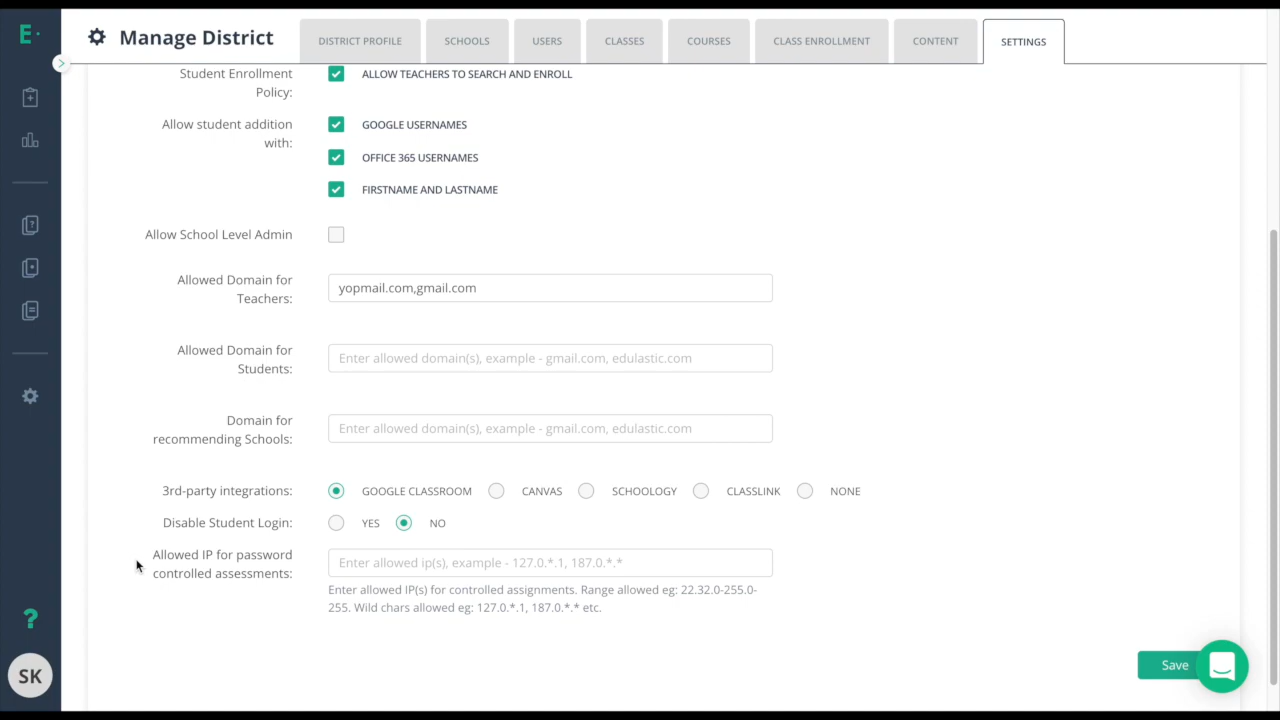 E
Manage District
DISTRICT PROFILE
SCHOOLS
USERS
CLASSES
COURSES
CLASS ENROLLMENT
CONTENT
SETTINGS
Student Enrollment
Policy:
ALLOW TEACHERS TO SEARCH AND ENROLL
Allow student addition
with:
GOOGLE USERNAMES
OFFICE 365 USERNAMES
FIRSTNAME AND LASTNAME
Allow School Level Admin
Allowed Domain for
Teachers:
yopmail.com,gmail.com
Allowed Domain for
Students:
Enter allowed domain(s), example - gmail.com, edulastic.com
Domain for
recommending Schools:
Enter allowed domain(s), example - gmail.com, edulastic.com
3rd-party integrations:
GOOGLE CLASSROOM
CANVAS
SCHOOLOGY
CLASSLINK
NONE
Disable Student Login:
YES
NO
Allowed IP for password
controlled assessments:
Enter allowed ip(s), example - 127.0.*.1, 187.0.*.*
Enter allowed IP(s) for controlled assignments. Range allowed eg: 22.32.0-255.0-
255. Wild chars allowed eg: 127.0.*.1, 187.0.*.* etc.
?
SK
Save